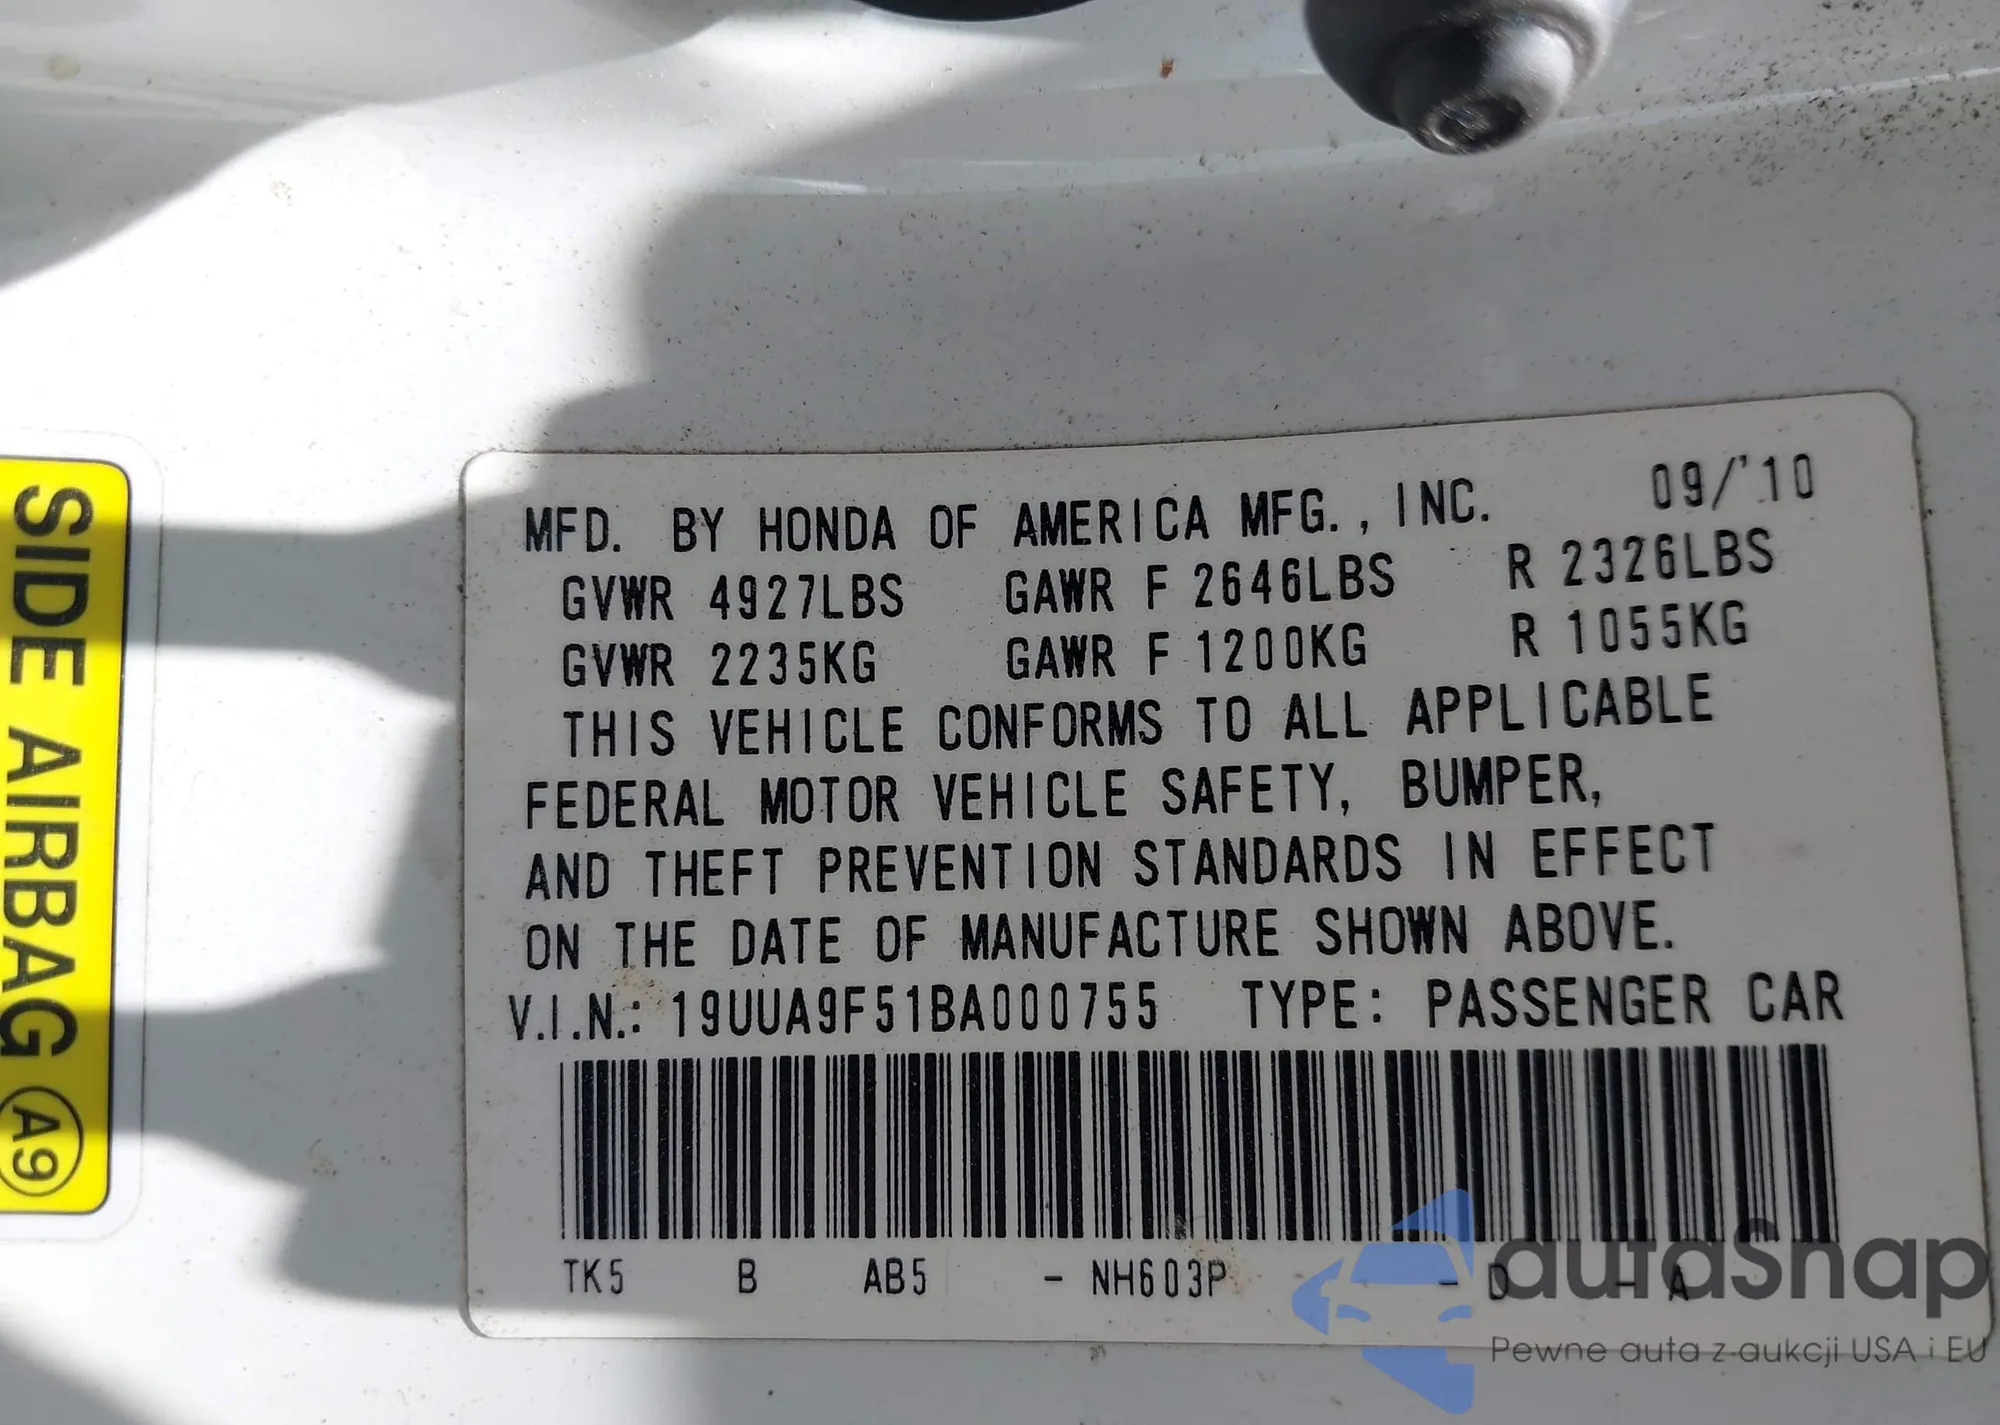 SIDE AIRBAG A9
MFD. BY HONDA OF AMERICA MFG., INC. 09/'10
GVWR 4927LBS GAWR F 2646LBS R 2326LBS
GVWR 2235KG GAWR F 1200KG R 1055KG
THIS VEHICLE CONFORMS TO ALL APPLICABLE
FEDERAL MOTOR VEHICLE SAFETY, BUMPER,
AND THEFT PREVENTION STANDARDS IN EFFECT
ON THE DATE OF MANUFACTURE SHOWN ABOVE.
V.I.N.: 19UUA9F51BA000755 TYPE: PASSENGER CAR
TK5 B AB5 - NH603P - D - A
autaSnap
Pewne auta z aukcji USA i EU